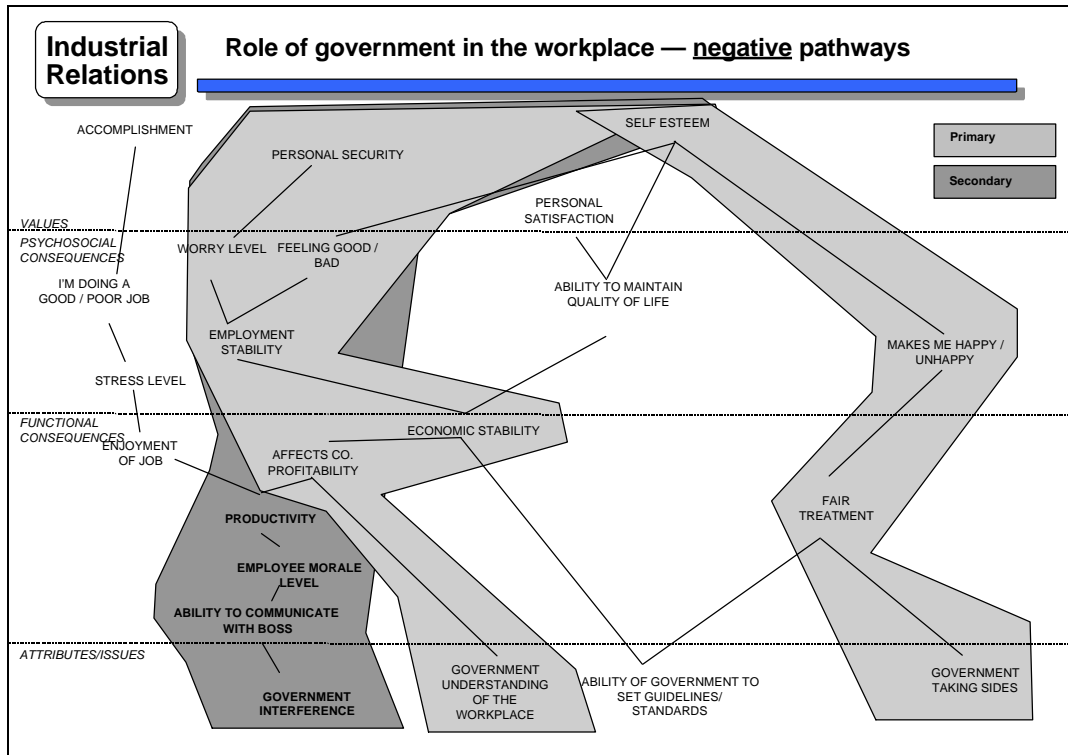 Industrial
Relations
Role of government in the workplace — negative pathways
ACCOMPLISHMENT
SELF ESTEEM
Primary
PERSONAL SECURITY
Secondary
PERSONAL
SATISFACTION
VALUES
PSYCHOSOCIAL
CONSEQUENCES
WORRY LEVEL
FEELING GOOD /
BAD
I'M DOING A
GOOD / POOR JOB
ABILITY TO MAINTAIN
QUALITY OF LIFE
EMPLOYMENT
STABILITY
MAKES ME HAPPY /
UNHAPPY
STRESS LEVEL
FUNCTIONAL
CONSEQUENCES
ECONOMIC STABILITY
ENJOYMENT
OF JOB
AFFECTS CO.
PROFITABILITY
FAIR
TREATMENT
PRODUCTIVITY
EMPLOYEE MORALE
LEVEL
ABILITY TO COMMUNICATE
WITH BOSS
ATTRIBUTES/ISSUES
GOVERNMENT
INTERFERENCE
GOVERNMENT
UNDERSTANDING
OF THE
WORKPLACE
ABILITY OF GOVERNMENT TO
SET GUIDELINES/
STANDARDS
GOVERNMENT
TAKING SIDES